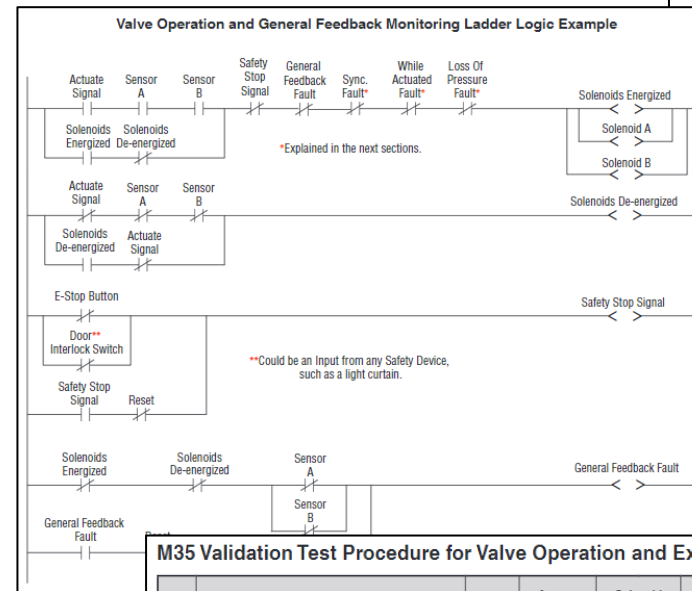 Valve Operation and General Feedback Monitoring Ladder Logic Example
Safety General While Loss Of
Actuate Sensor Sensor Stop Feedback Sync. Actuated Pressure
Signal A B Signal Fault Fault* Fault* Fault* Solenoids Energized
Solenoids Solenoids Solenoid A
Energized De-energized
*Explained in the next sections.
Solenoid B
Actuate Sensor Sensor
Signal A B Solenoids De-energized
Solenoids Actuate
De-energized Signal
E-Stop Button Safety Stop Signal
Door**
Interlock Switch
**Could be an Input from any Safety Device,
such as a light curtain.
Safety Stop
Signal Reset
Solenoids Solenoids Sensor
Energized De-energized A General Feedback Fault
Sensor
B
General Feedback
Fault
M35 Validation Test Procedure for Valve Operation and Ex